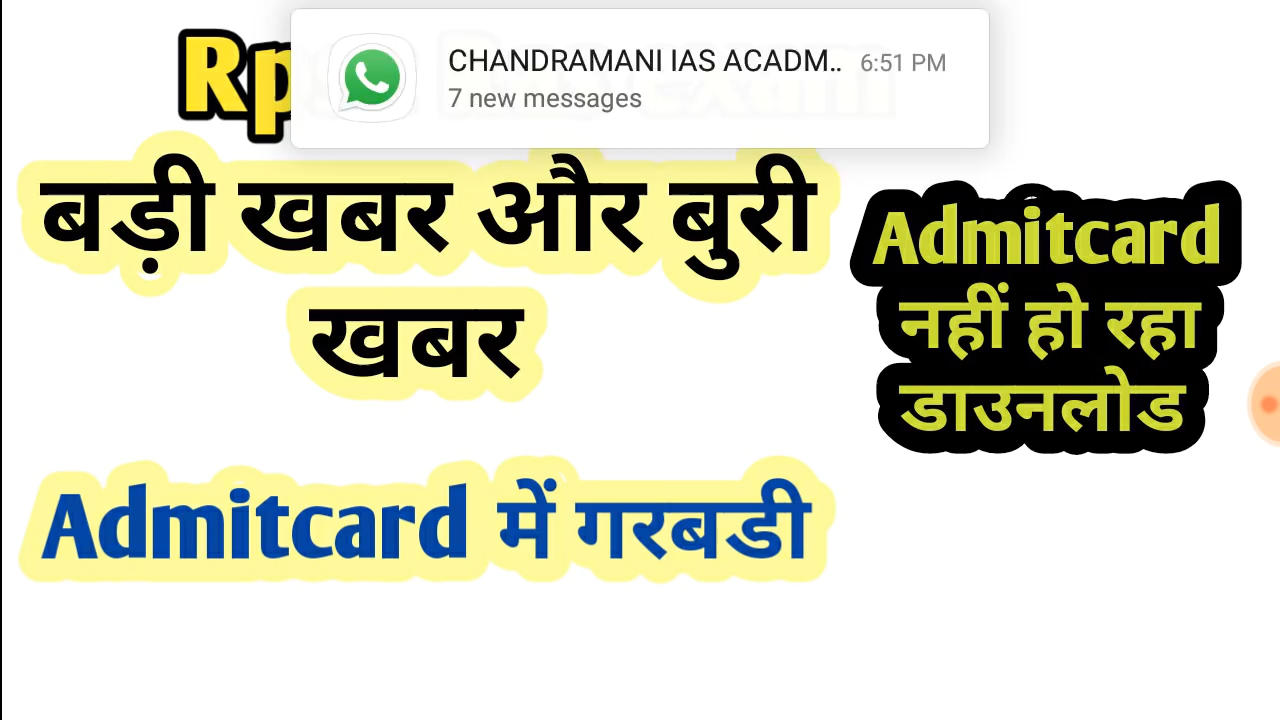 CHANDRAMANI IAS ACADM.. 6:51 PM
7 new messages
बड़ी खबर और बुरी
खबर
Admitcard
नहीं हो रहा
डाउनलोड
Admitcard में गरबडी